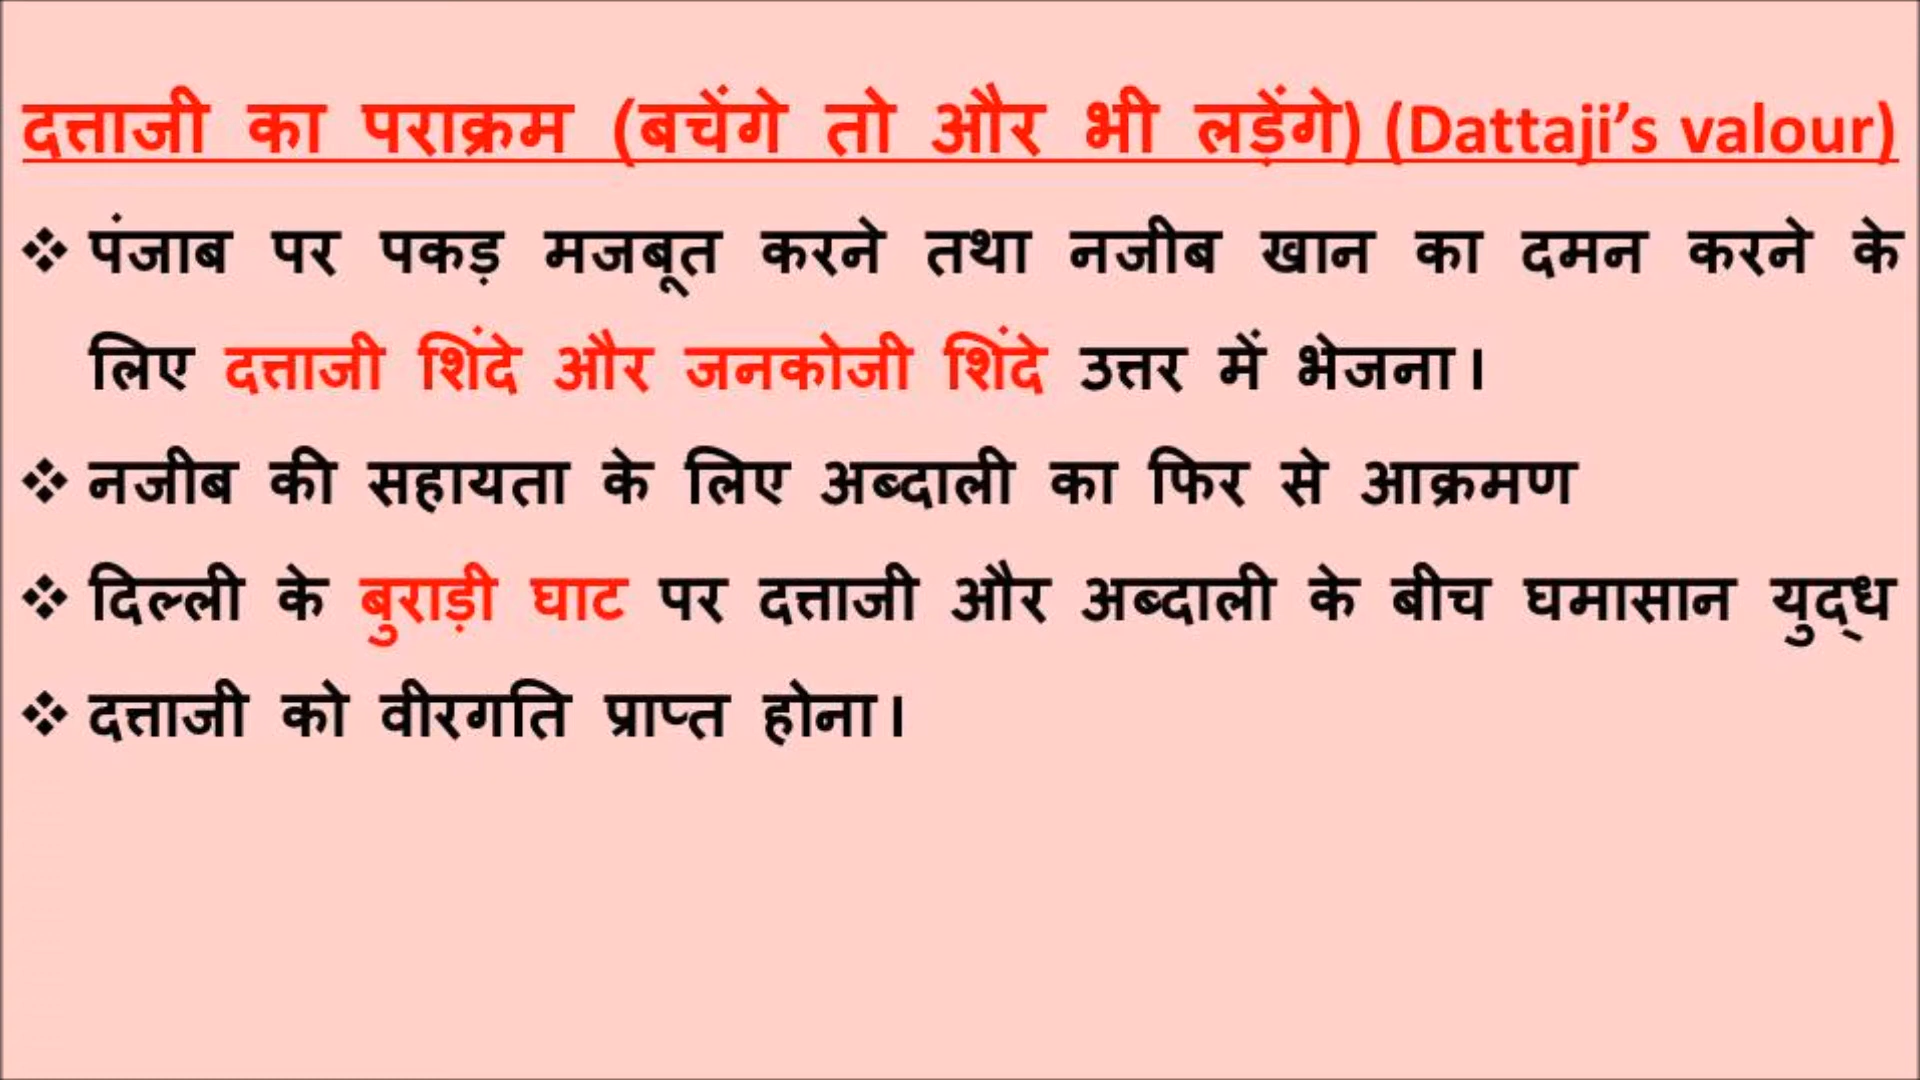 दत्ताजी का पराक्रम (बचेंगे तो और भी लड़ेंगे) (Dattaji’s valour)
❖ पंजाब पर पकड़ मजबूत करने तथा नजीब खान का दमन करने के
लिए दत्ताजी शिंदे और जनकोजी शिंदे उत्तर में भेजना।
❖ नजीब की सहायता के लिए अब्दाली का फिर से आक्रमण
❖ दिल्ली के बुराड़ी घाट पर दत्ताजी और अब्दाली के बीच घमासान युद्ध
❖ दत्ताजी को वीरगति प्राप्त होना।